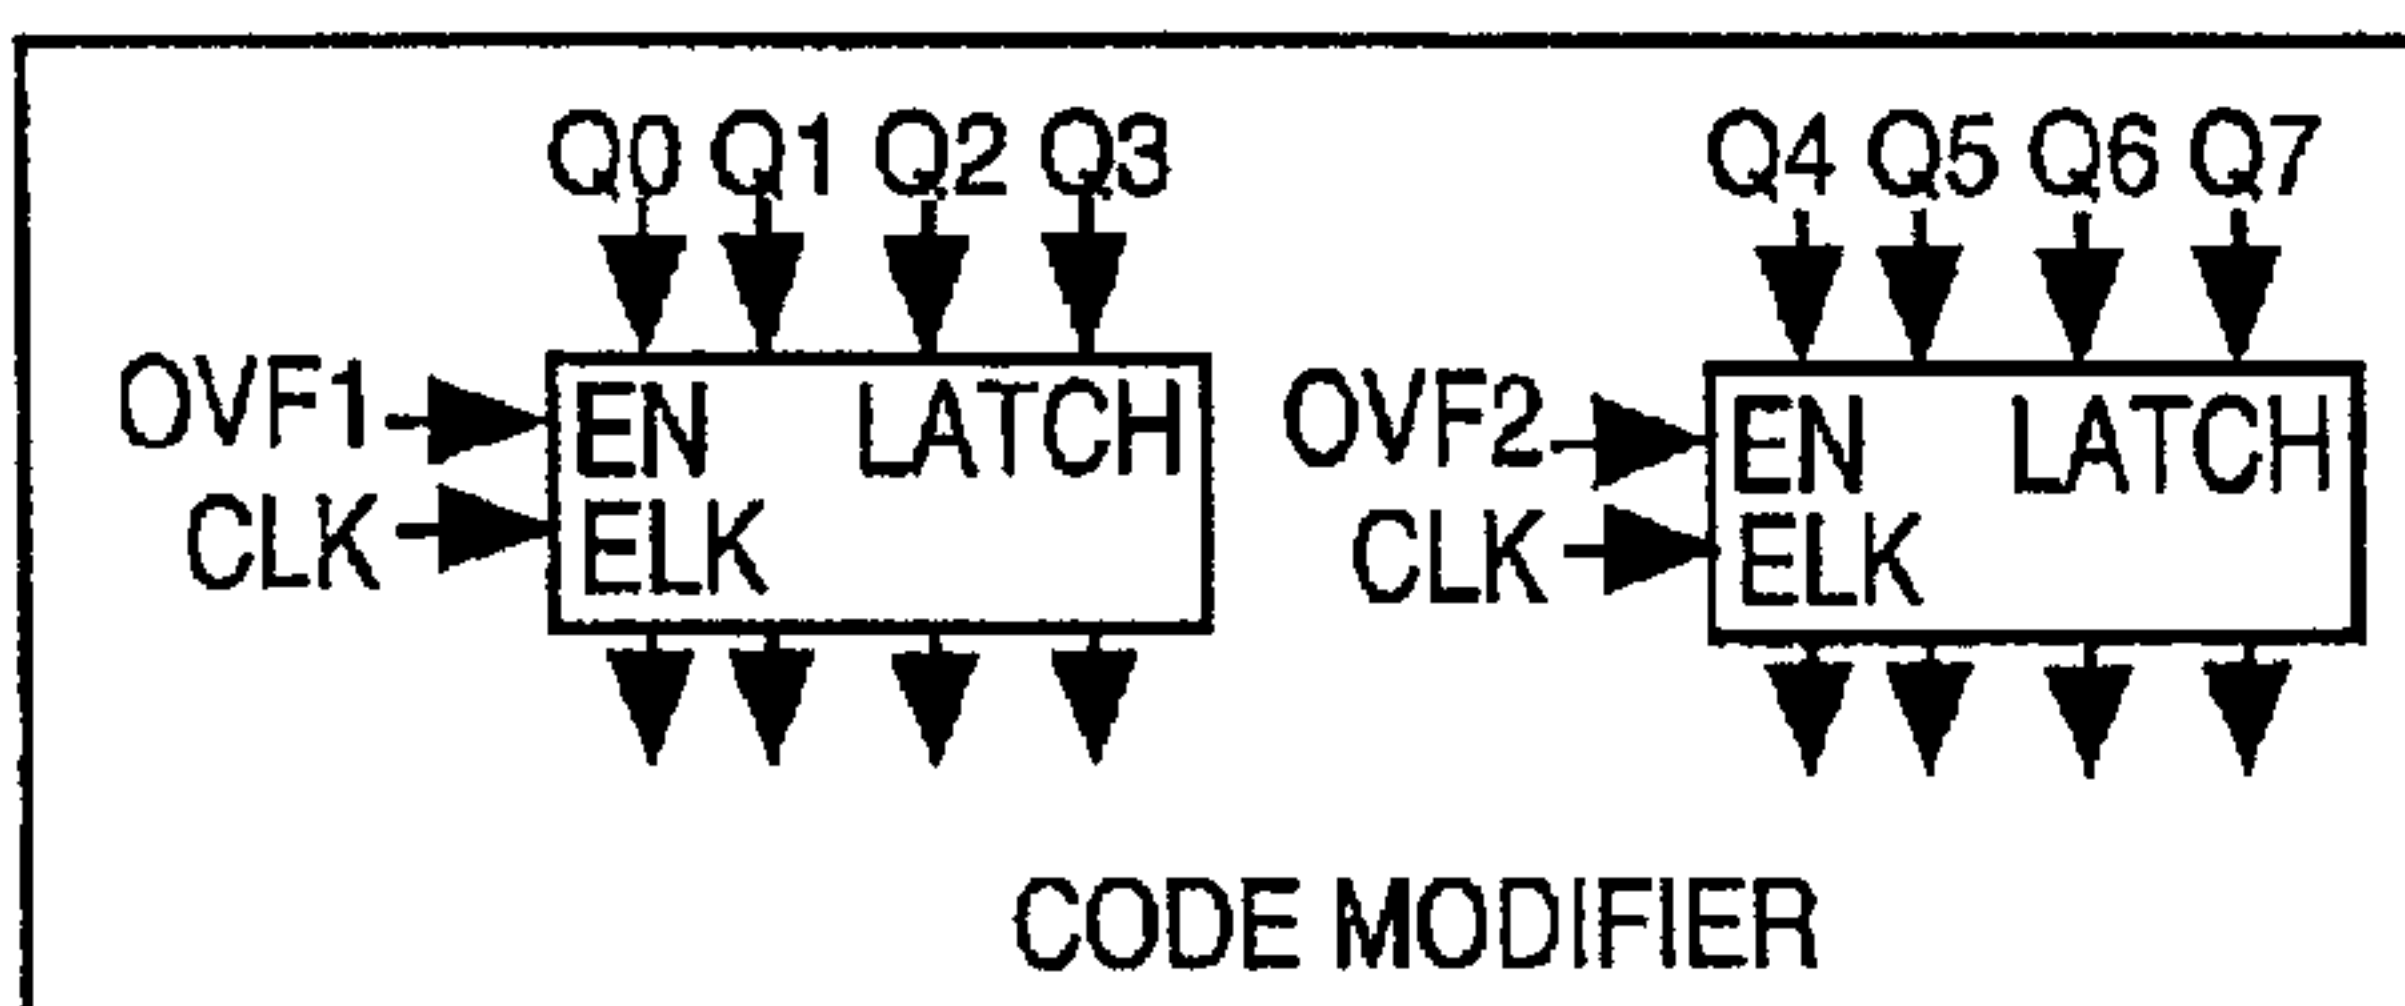 Q0 Q1 Q2 Q3
Q4 Q5 Q6 Q7
OVF1
EN LATCH
CLK
ELK
OVF2
EN LATCH
CLK
ELK
CODE MODIFIER